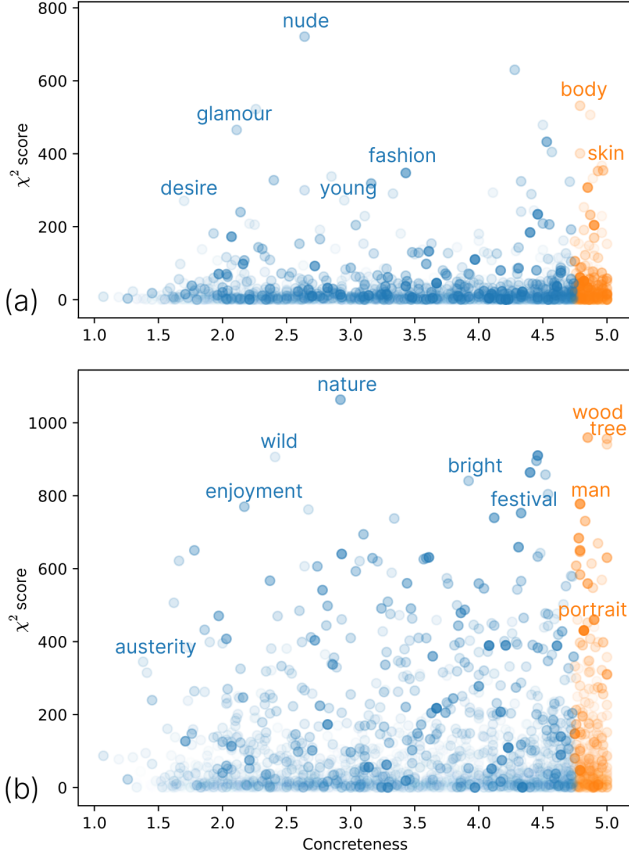 800
nude
600
body
glamour
χ² score
400
fashion
skin
desire
young
200
(a)
0
1.0 1.5 2.0 2.5 3.0 3.5 4.0 4.5 5.0
nature
1000
wood
tree
wild
bright
800
enjoyment
festival
man
χ² score
600
portrait
400
austerity
200
(b)
0
1.0 1.5 2.0 2.5 3.0 3.5 4.0 4.5 5.0
Concreteness